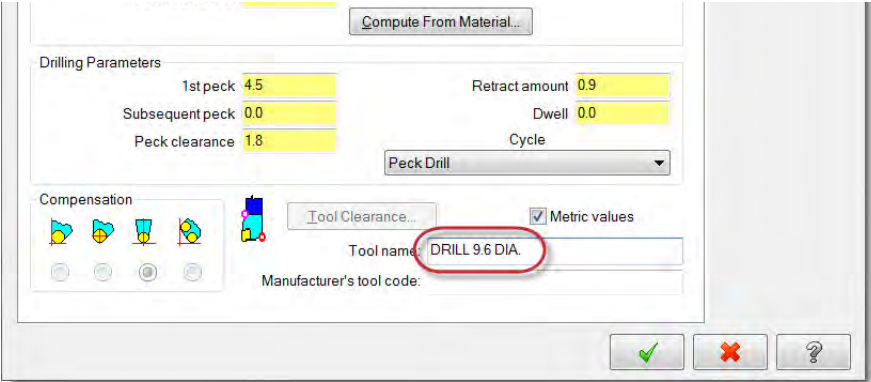 Compute From Material...
Drilling Parameters
1st peck 4.5 Retract amount 0.9
Subsequent peck 0.0 Dwell 0.0
Peck clearance 1.8 Cycle
Peck Drill
Compensation
Tool Clearance... Metric values
Tool name: DRILL 9.6 DIA.
Manufacturer's tool code: